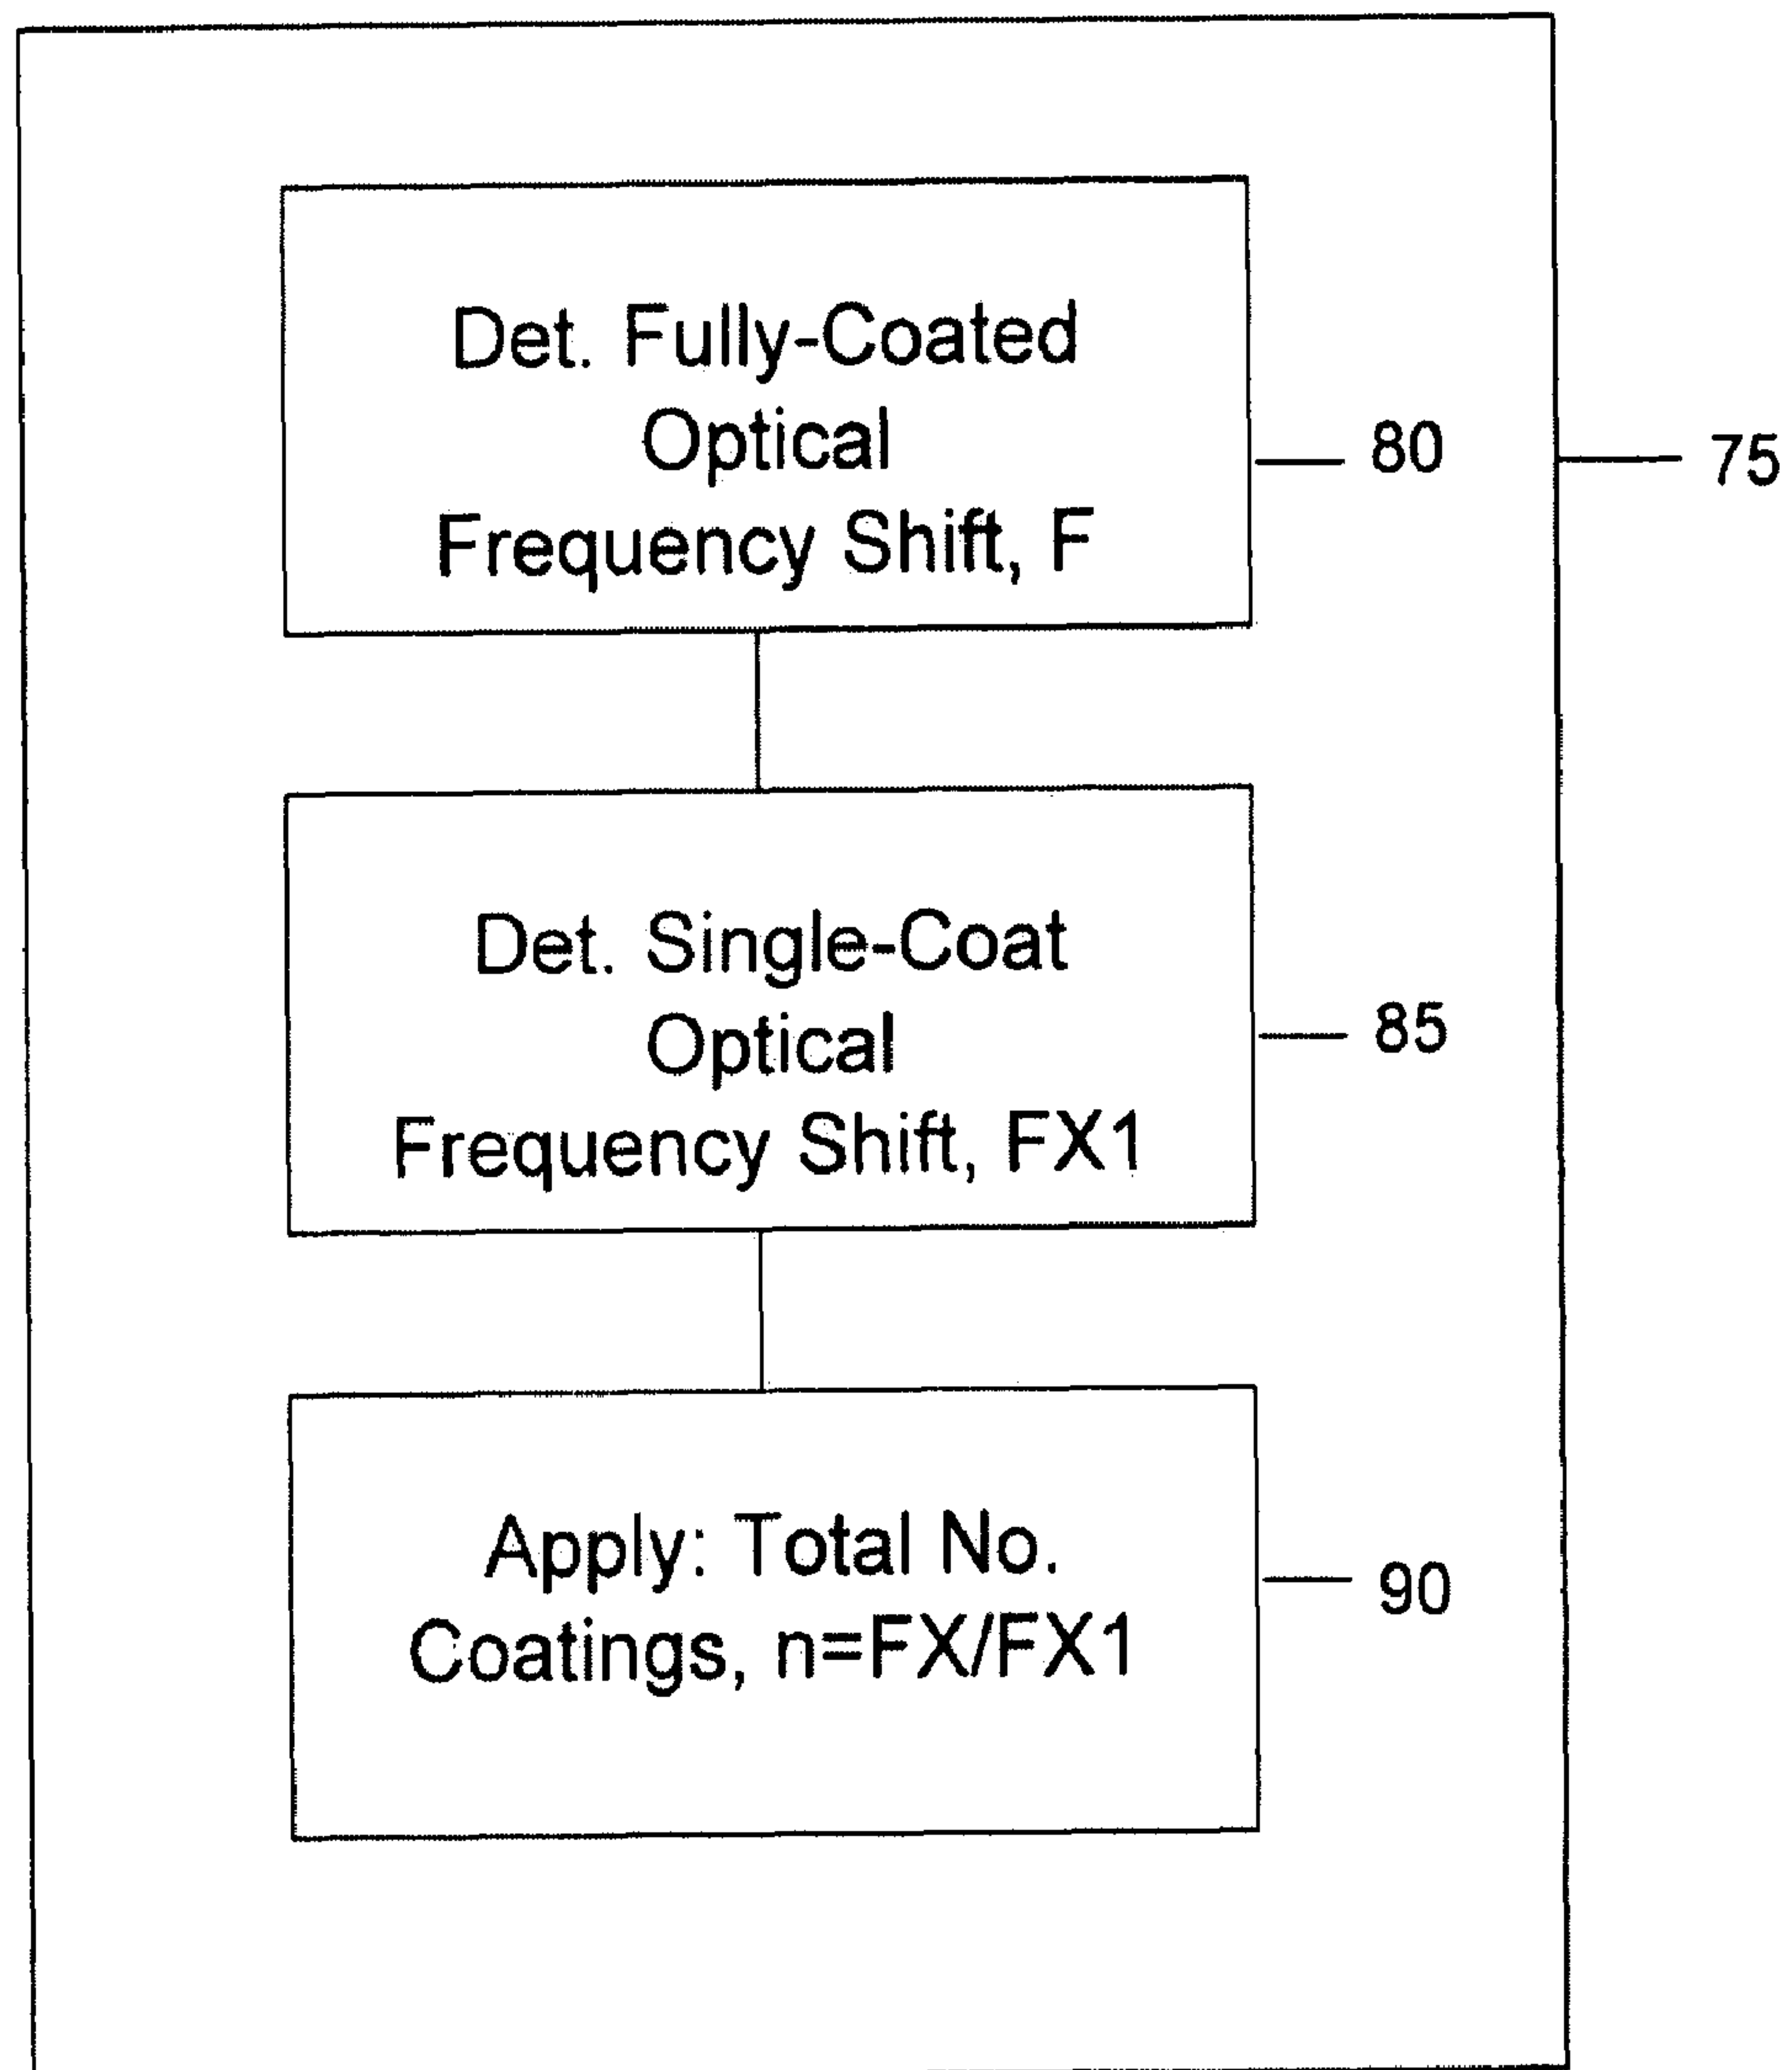 Det. Fully-Coated
Optical
Frequency Shift, F
80
75
Det. Single-Coat
Optical
Frequency Shift, FX1
85
Apply: Total No.
Coatings, n=FX/FX1
90